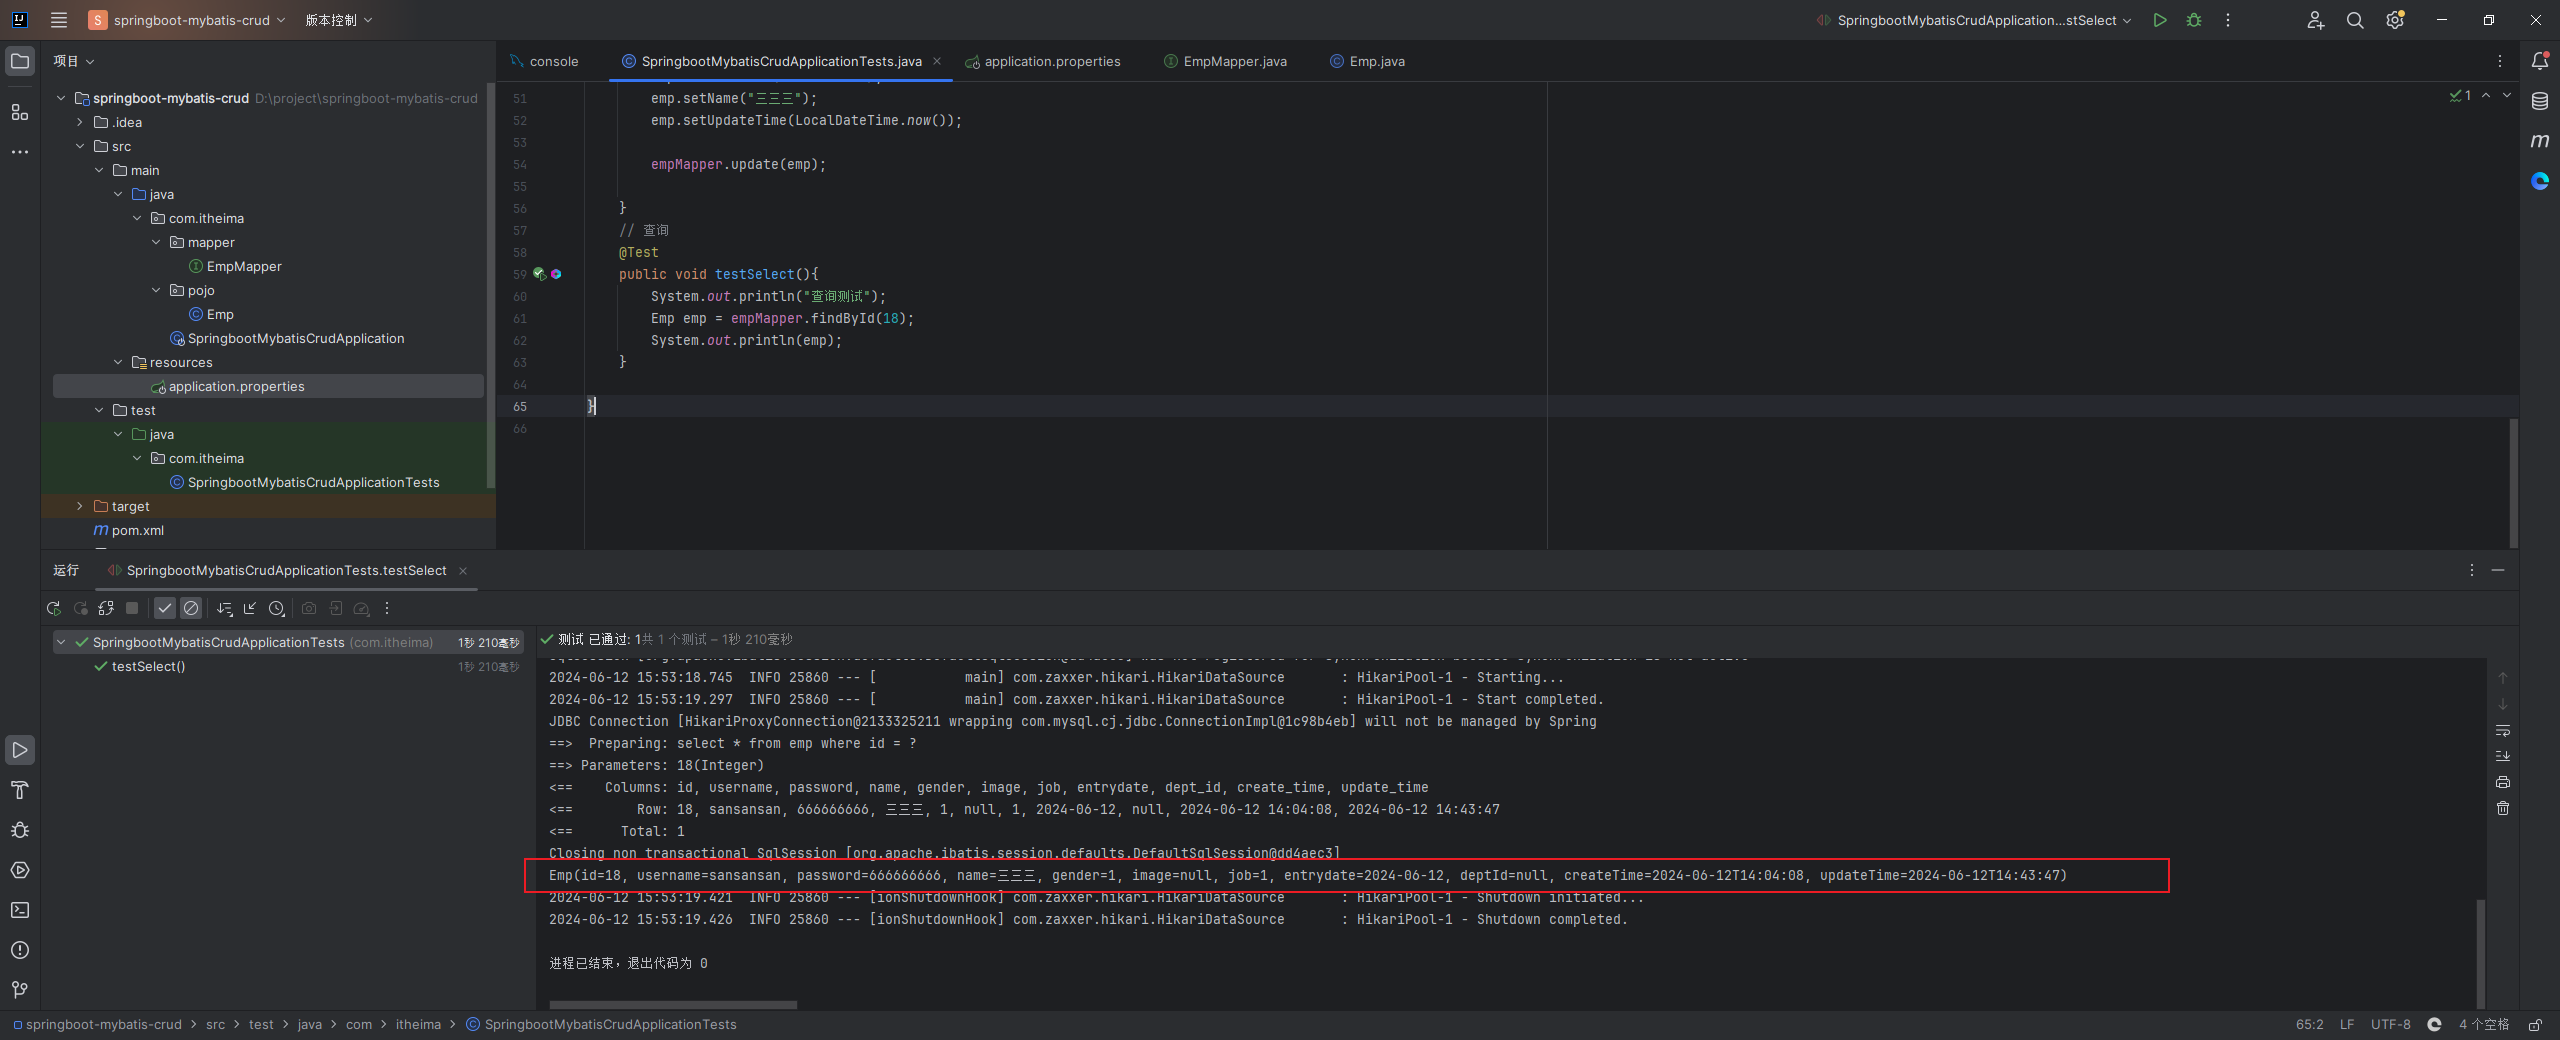 S springboot-mybatis-crud 版本控制 SpringbootMybatisCrudApplication...stSelect
项目
springboot-mybatis-crud D:\project\springboot-mybatis-crud
.idea
src
main
java
com.itheima
mapper
EmpMapper
pojo
Emp
SpringbootMybatisCrudApplication
resources
application.properties
test
java
com.itheima
SpringbootMybatisCrudApplicationTests
target
pom.xml
console SpringbootMybatisCrudApplicationTests.java application.properties EmpMapper.java Emp.java
1
51 emp.setName("三三三");
52 emp.setUpdateTime(LocalDateTime.now());
53
54 empMapper.update(emp);
55
56 }
57 // 查询
58 @Test
59 public void testSelect(){
60 System.out.println("查询测试");
61 Emp emp = empMapper.findById(18);
62 System.out.println(emp);
63 }
64
65 }
66
运行 SpringbootMybatisCrudApplicationTests.testSelect
SpringbootMybatisCrudApplicationTests (com.itheima) 1秒 210毫秒
testSelect() 1秒 210毫秒
测试 已通过: 1共 1 个测试 – 1秒 210毫秒
2024-06-12 15:53:18.745  INFO 25860 --- [           main] com.zaxxer.hikari.HikariDataSource       : HikariPool-1 - Starting...
2024-06-12 15:53:19.297  INFO 25860 --- [           main] com.zaxxer.hikari.HikariDataSource       : HikariPool-1 - Start completed.
JDBC Connection [HikariProxyConnection@2133325211 wrapping com.mysql.cj.jdbc.ConnectionImpl@1c98b4eb] will not be managed by Spring
==>  Preparing: select * from emp where id = ?
==> Parameters: 18(Integer)
<==    Columns: id, username, password, name, gender, image, job, entrydate, dept_id, create_time, update_time
<==        Row: 18, sansansan, 666666666, 三三三, 1, null, 1, 2024-06-12, null, 2024-06-12 14:04:08, 2024-06-12 14:43:47
<==      Total: 1
Closing non transactional SqlSession [org.apache.ibatis.session.defaults.DefaultSqlSession@dd4aec3]
Emp(id=18, username=sansansan, password=666666666, name=三三三, gender=1, image=null, job=1, entrydate=2024-06-12, deptId=null, createTime=2024-06-12T14:04:08, updateTime=2024-06-12T14:43:47)
2024-06-12 15:53:19.421  INFO 25860 --- [ionShutdownHook] com.zaxxer.hikari.HikariDataSource       : HikariPool-1 - Shutdown initiated...
2024-06-12 15:53:19.426  INFO 25860 --- [ionShutdownHook] com.zaxxer.hikari.HikariDataSource       : HikariPool-1 - Shutdown completed.
进程已结束，退出代码为 0
springboot-mybatis-crud > src > test > java > com > itheima > SpringbootMybatisCrudApplicationTests 65:2 LF UTF-8 4 个空格